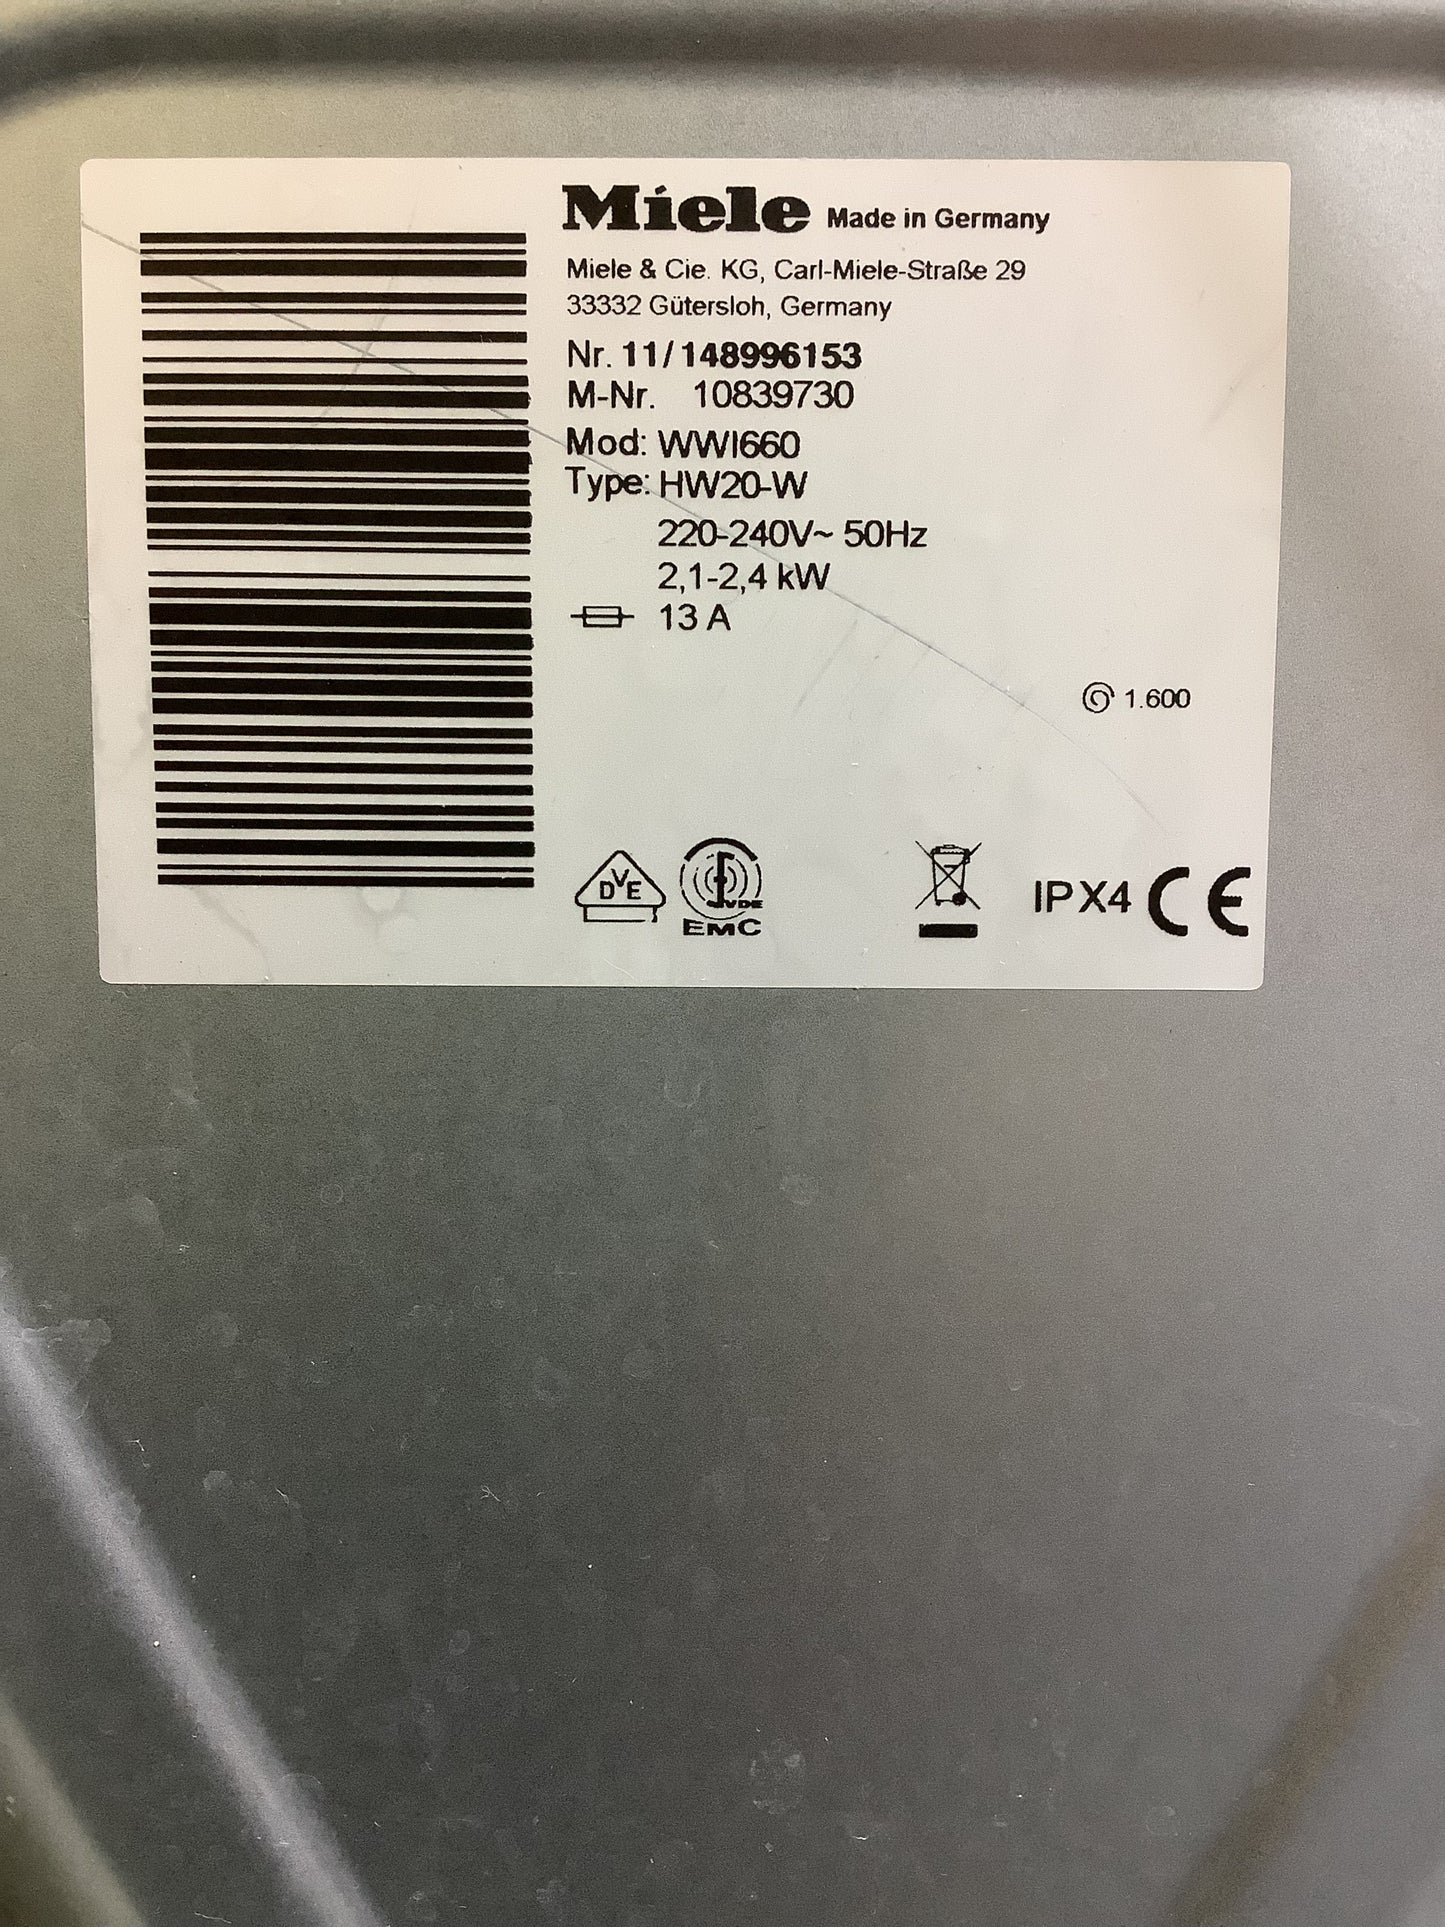 Miele Made in Germany
Miele & Cie. KG, Carl-Miele-Straße 29
33332 Gütersloh, Germany
Nr. 11/148996153
M-Nr. 10839730
Mod: WWI660
Type: HW20-W
220-240V~ 50Hz
2,1-2,4 kW
13 A
1.600
DVE
VDE
EMC
IPX4 CE